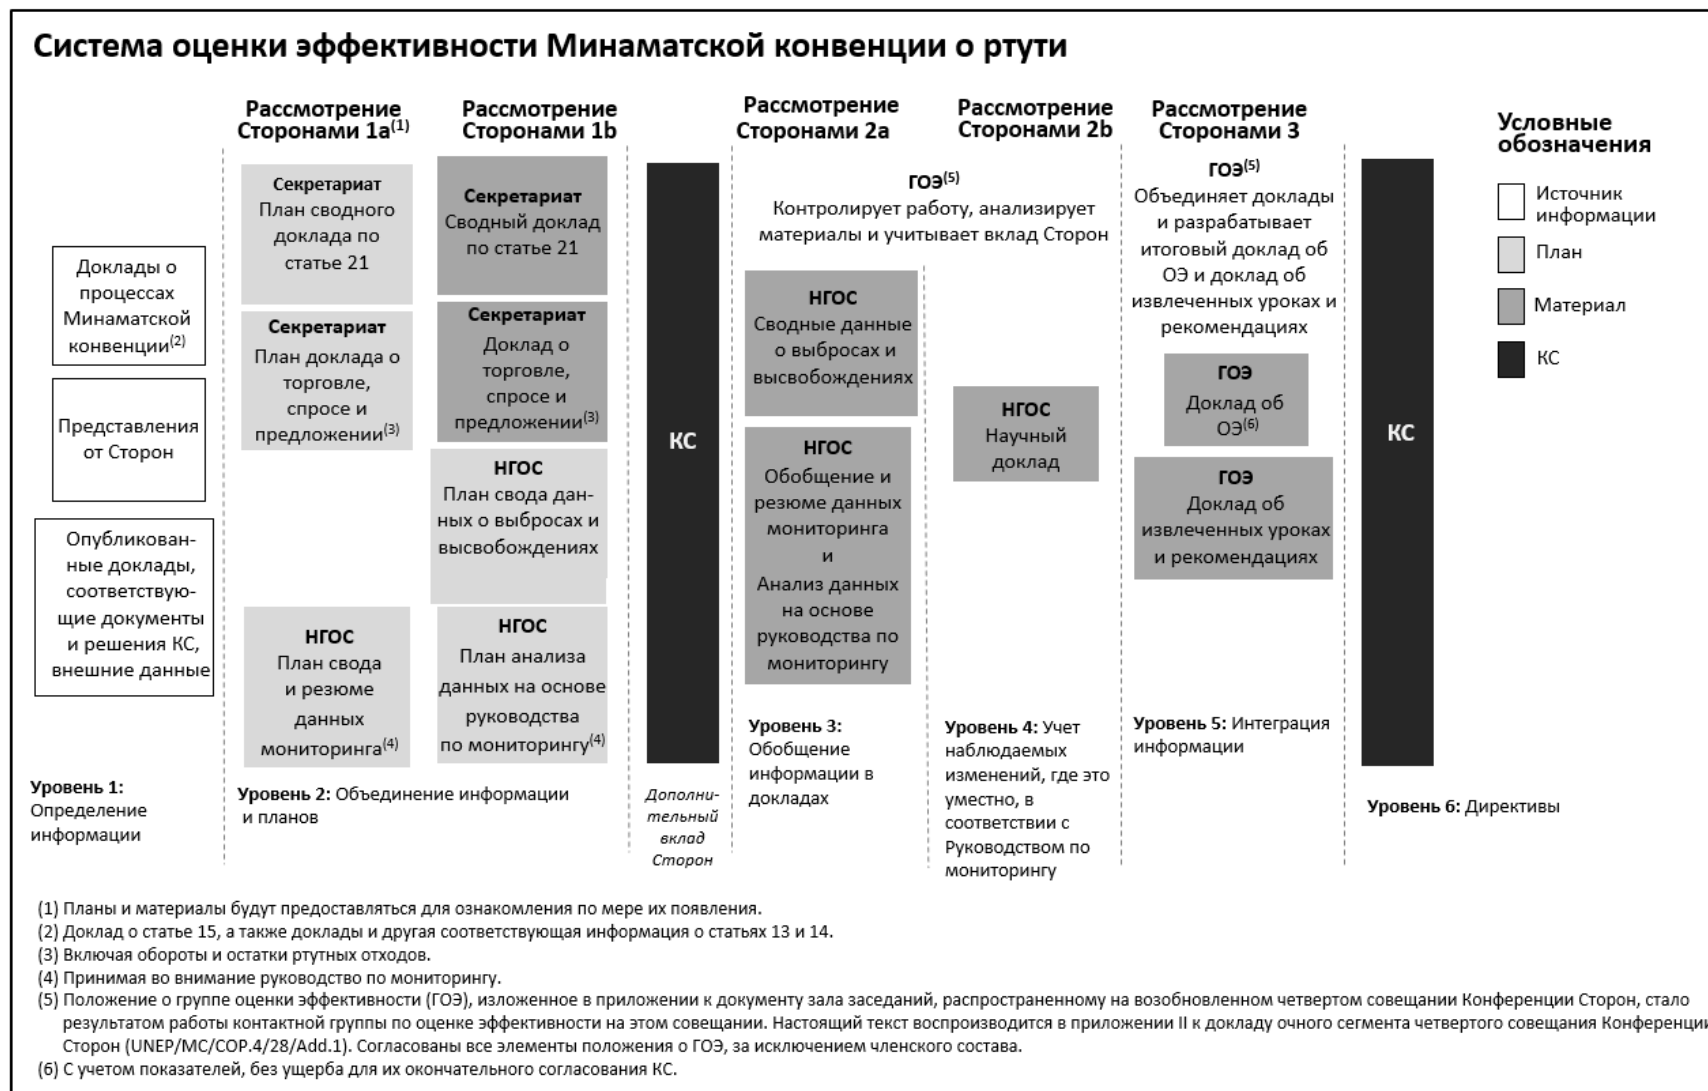 Система оценки эффективности Минаматской конвенции о ртути
Рассмотрение
Сторонами 1а(1)
Рассмотрение
Сторонами 1b
Рассмотрение
Сторонами 2a
Рассмотрение
Сторонами 2b
Рассмотрение
Сторонами 3
Условные
обозначения
Источник
информации
План
Материал
КС
Доклады о
процессах
Минаматской
конвенции(2)
Представления
от Сторон
Опубликован-
ные доклады,
соответствую-
щие документы
и решения КС,
внешние данные
Уровень 1:
Определение
информации
Секретариат
План сводного
доклада по
статье 21
Секретариат
План доклада о
торговле,
спросе и
предложении(3)
НГОС
План свода
и резюме
данных
мониторинга(4)
Секретариат
Сводный доклад
по статье 21
Секретариат
Доклад о
торговле,
спросе и
предложении(3)
НГОС
План свода дан-
ных о выбросах и
высвобождениях
НГОС
План анализа
данных на основе
руководства
по мониторингу(4)
Уровень 2: Объединение информации
и планов
КС
Дополни-
тельный
вклад
Сторон
ГОЭ(5)
Контролирует работу, анализирует
материалы и учитывает вклад Сторон
НГОС
Сводные данные
о выбросах и
высвобождениях
НГОС
Обобщение и
резюме данных
мониторинга
и
Анализ данных
на основе
руководства по
мониторингу
Уровень 3:
Обобщение
информации в
докладах
НГОС
Научный
доклад
Уровень 4: Учет
наблюдаемых
изменений, где это
уместно, в
соответствии с
Руководством по
мониторингу
ГОЭ(5)
Объединяет доклады
и разрабатывает
итоговый доклад об
ОЭ и доклад об
извлеченных уроках и
рекомендациях
ГОЭ
Доклад об
ОЭ(6)
ГОЭ
Доклад об
извлеченных уроках
и рекомендациях
Уровень 5: Интеграция
информации
КС
Уровень 6: Директивы
(1) Планы и материалы будут предоставляться для ознакомления по мере их появления.
(2) Доклад о статье 15, а также доклады и другая соответствующая информация о статьях 13 и 14.
(3) Включая обороты и остатки ртутных отходов.
(4) Принимая во внимание руководство по мониторингу.
(5) Положение о группе оценки эффективности (ГОЭ), изложенное в приложении к документу зала заседаний, распространенному на возобновленном четвертом совещании Конференции Сторон, стало
результатом работы контактной группы по оценке эффективности на этом совещании. Настоящий текст воспроизводится в приложении II к докладу очного сегмента четвертого совещания Конференции
Сторон (UNEP/MC/COP.4/28/Add.1). Согласованы все элементы положения о ГОЭ, за исключением членского состава.
(6) С учетом показателей, без ущерба для их окончательного согласования КС.